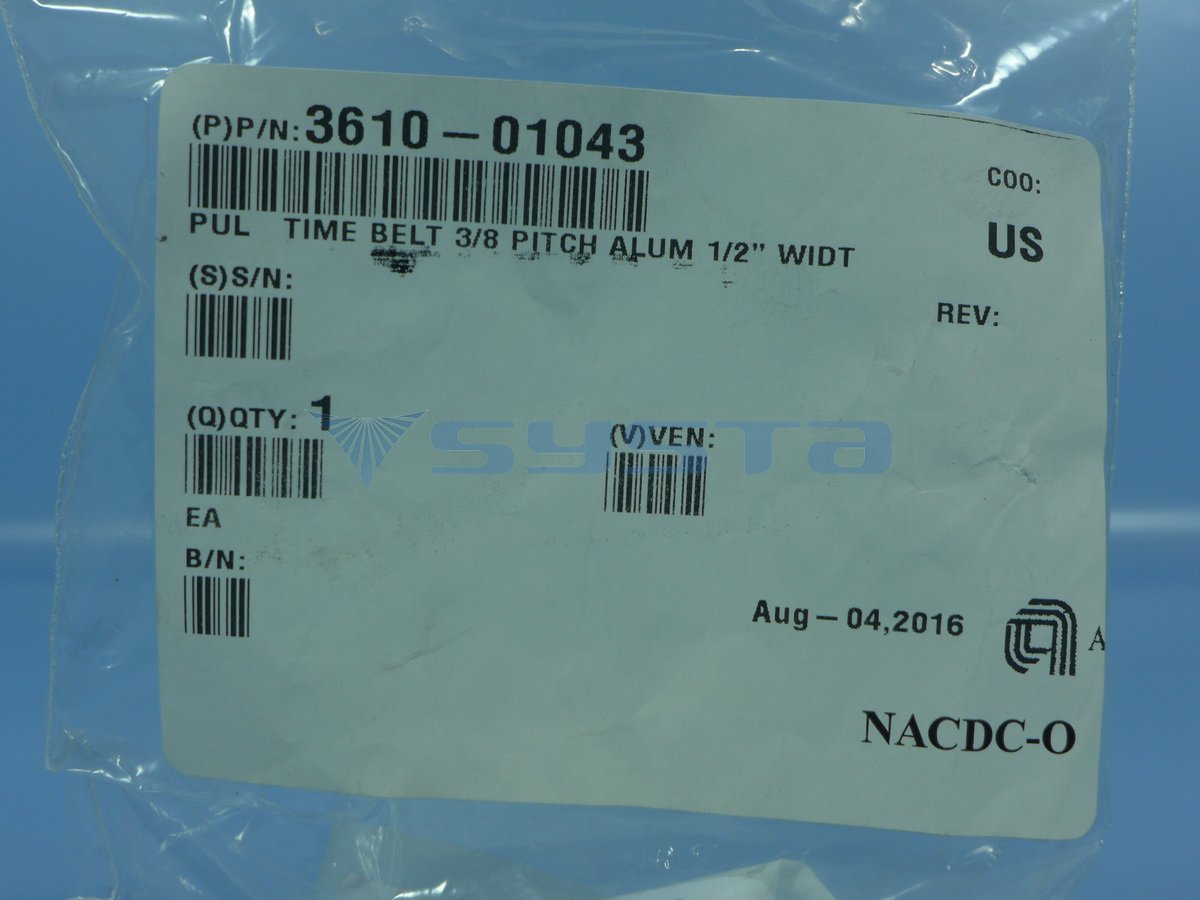 (P)P/N: 3610-01043
PUL TIME BELT 3/8 PITCH ALUM 1/2" WIDT
COO:
US
(S)S/N:
REV:
(Q)QTY: 1
(V)VEN:
SYSTA
EA
B/N:
Aug-04,2016
A
NACDC-O